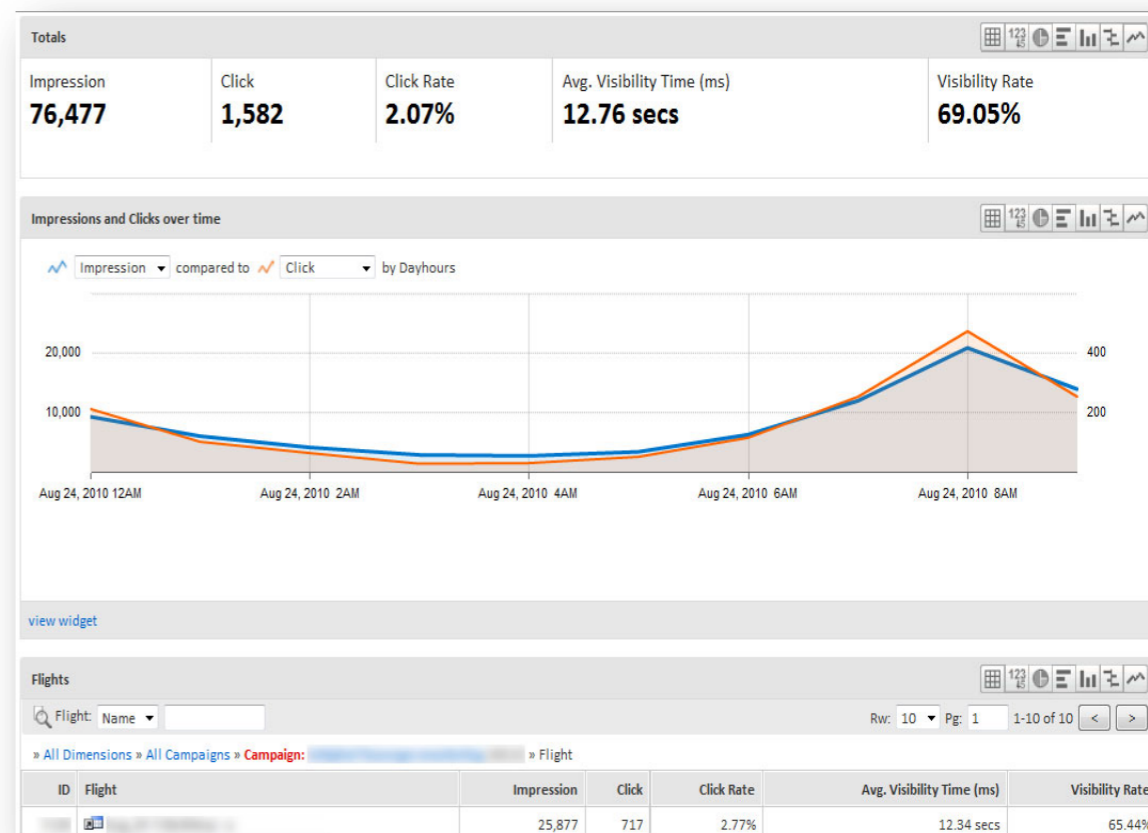 Totals
Impression Click Click Rate Avg. Visibility Time (ms) Visibility Rate
76,477 1,582 2.07% 12.76 secs 69.05%
Impressions and Clicks over time
Impression compared to Click by Dayhours
20,000 400
10,000 200
Aug 24, 2010 12AM Aug 24, 2010 2AM Aug 24, 2010 4AM Aug 24, 2010 6AM Aug 24, 2010 8AM
view widget
Flights
Flight: Name Rw: 10 Pg: 1 1-10 of 10 < >
» All Dimensions » All Campaigns » Campaign: » Flight
ID Flight Impression Click Click Rate Avg. Visibility Time (ms) Visibility Rate
25,877 717 2.77% 12.34 secs 65.44%